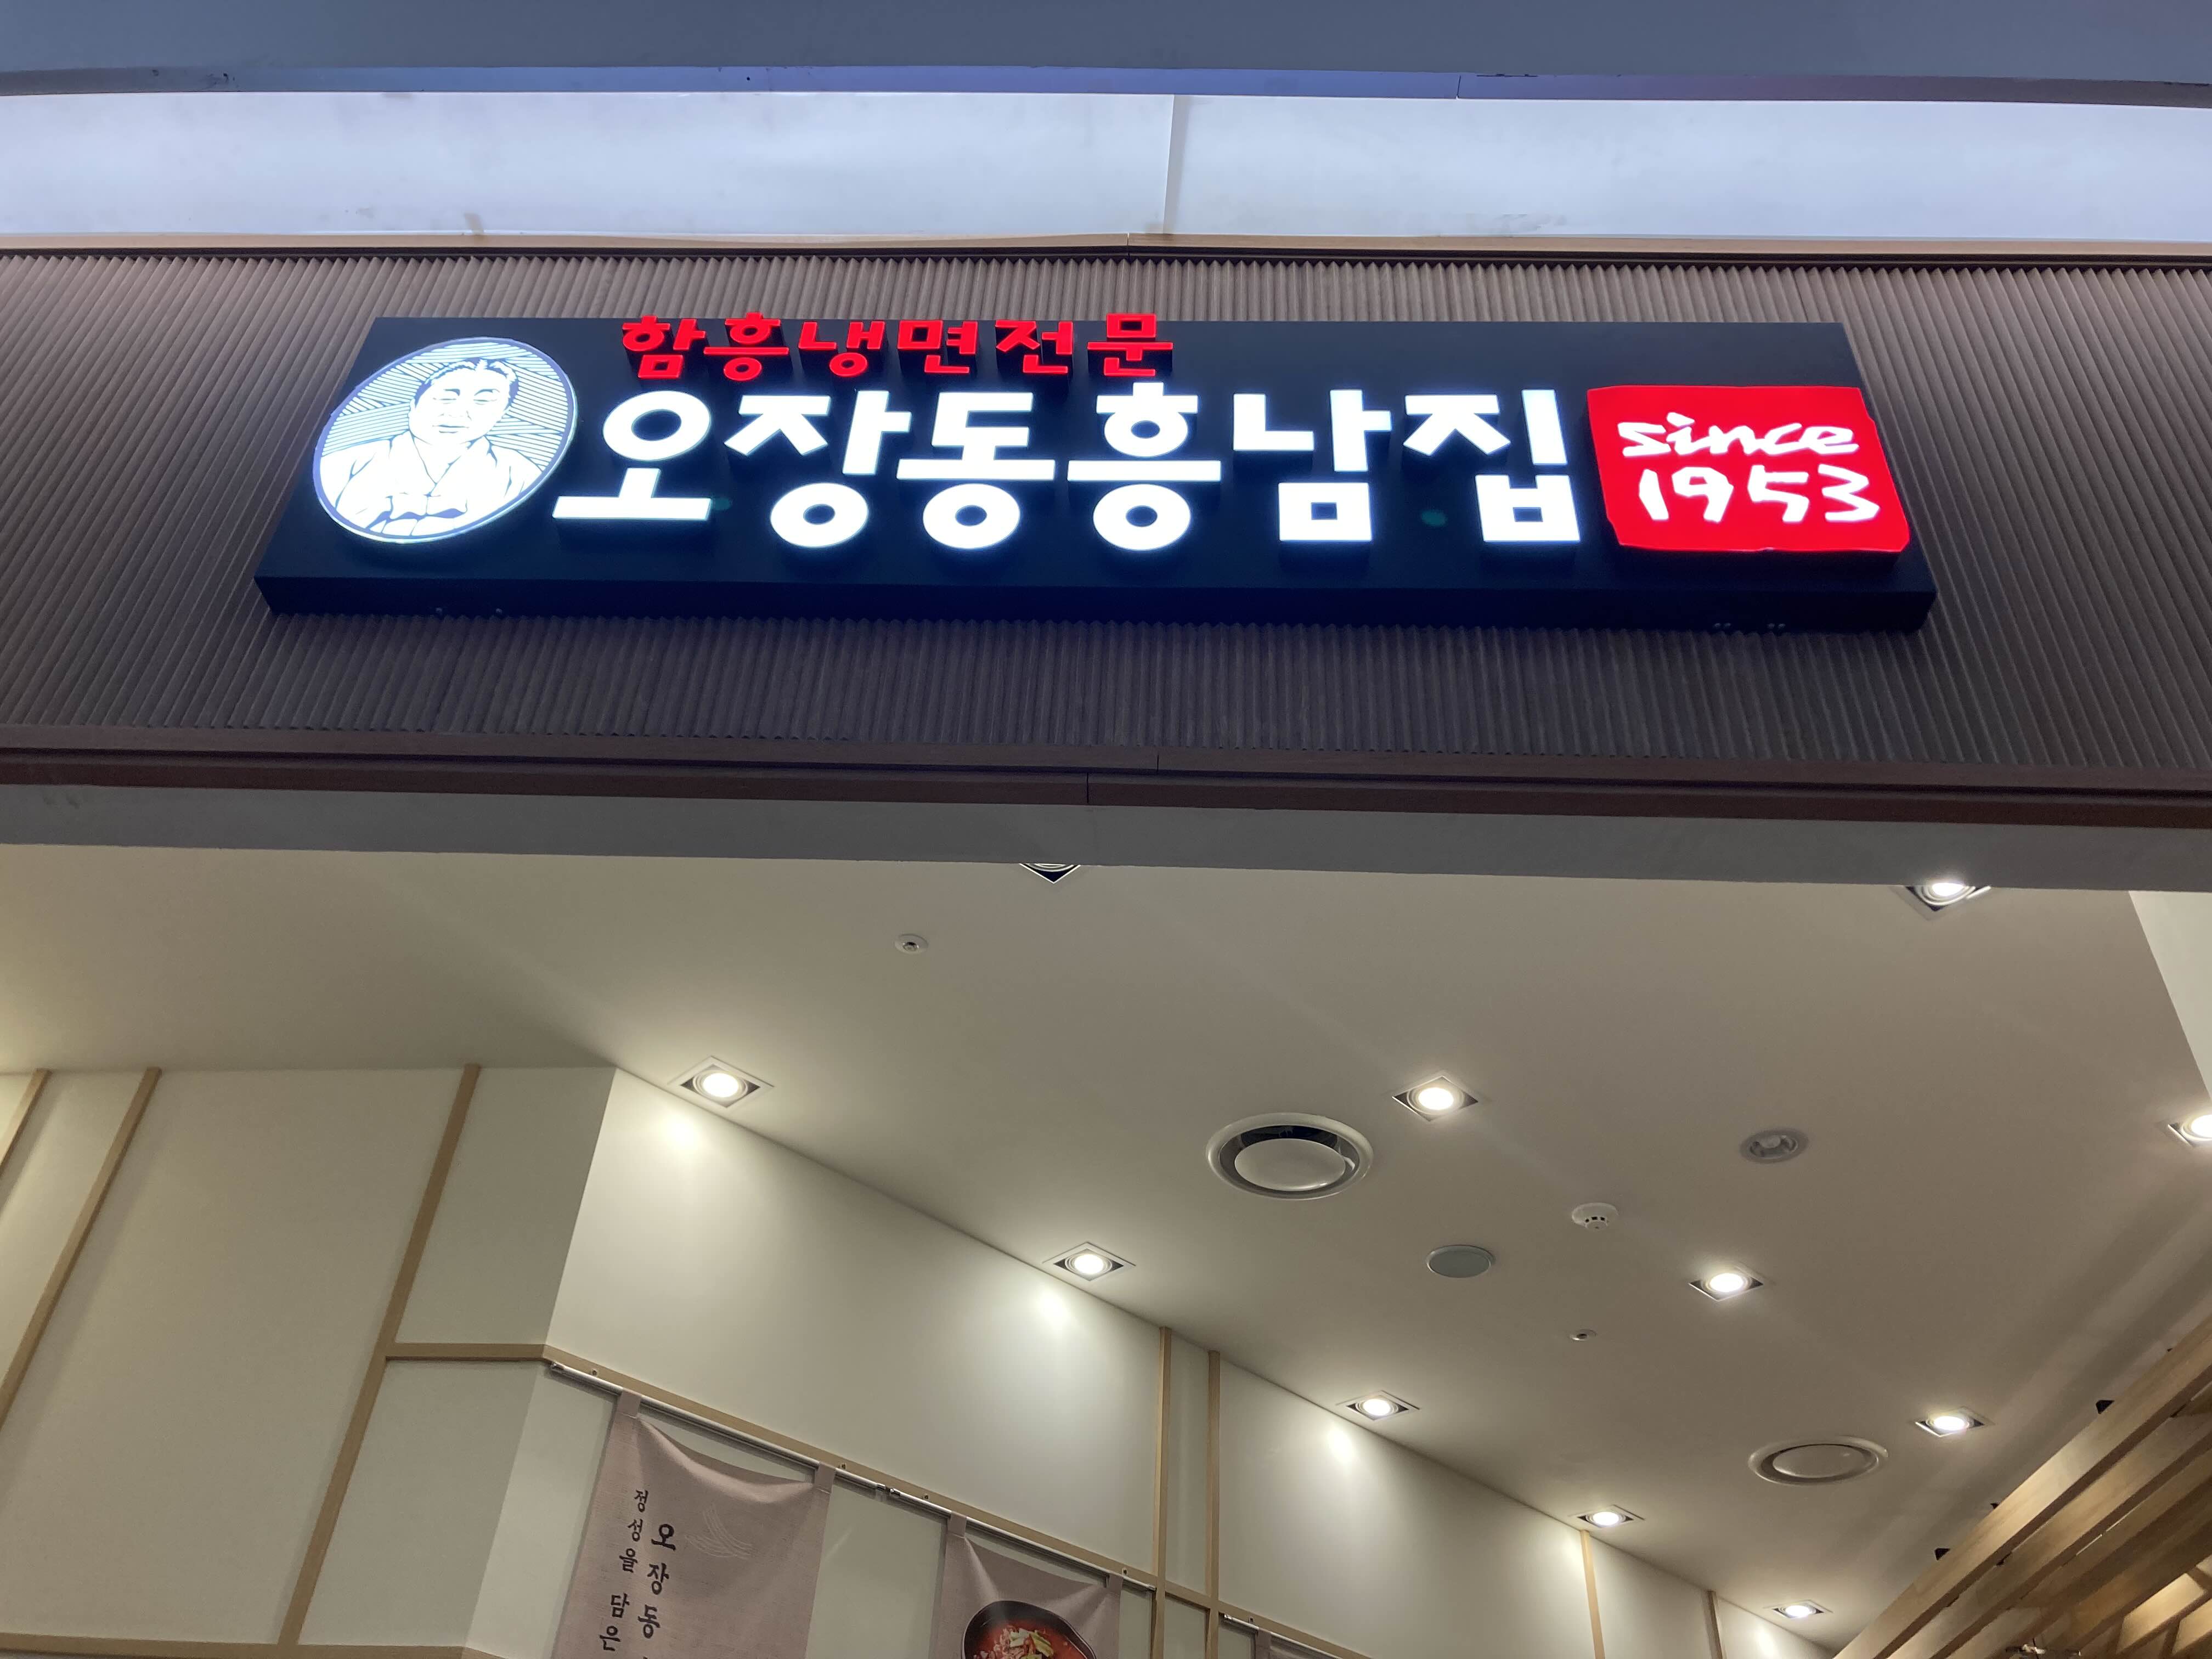 함흥냉면전문
오장동흥남집
since
1953
정성을 담은
오장동